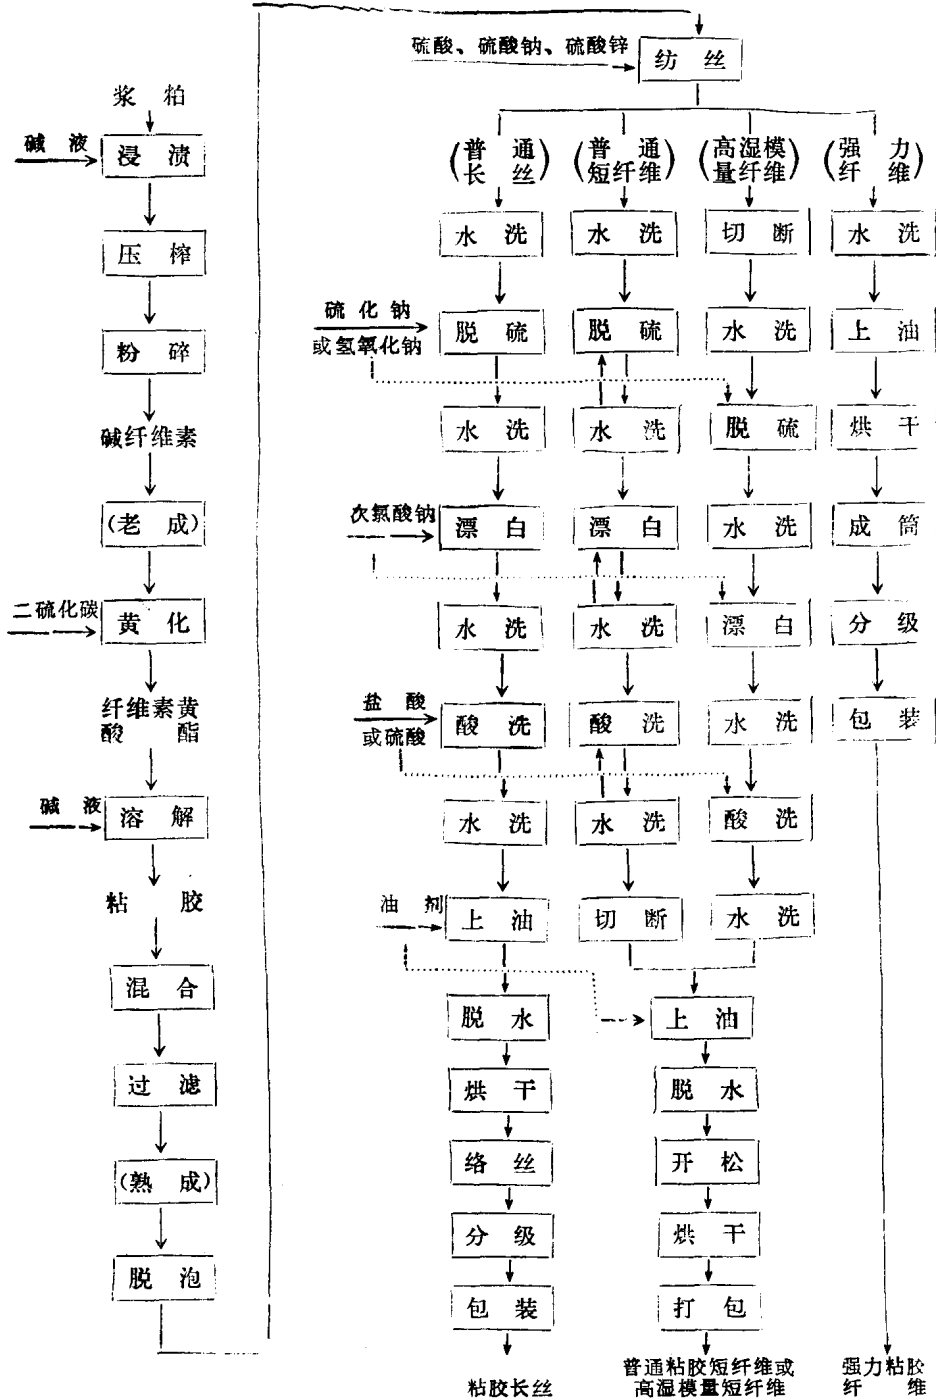 浆 粕
碱 液
浸 渍
压 榨
粉 碎
碱纤维素
(老 成)
二硫化碳
黄 化
纤维素黄
酸 酯
碱 液
溶 解
粘 胶
混 合
过 滤
(熟 成)
脱 泡
硫酸、硫酸钠、硫酸锌
纺 丝
(普 通
长 丝)
水 洗
硫 化 钠
或氢氧化钠
脱 硫
水 洗
次氯酸钠
漂 白
水 洗
盐 酸
或硫酸
酸 洗
水 洗
油 剂
上 油
脱 水
烘 干
络 丝
分 级
包 装
粘胶长丝
(普 通
短纤维)
水 洗
脱 硫
水 洗
漂 白
水 洗
酸 洗
水 洗
切 断
(高湿模
量纤维)
切 断
水 洗
脱 硫
水 洗
漂 白
水 洗
酸 洗
水 洗
上 油
脱 水
开 松
烘 干
打 包
普通粘胶短纤维或
高湿模量短纤维
(强 力
纤 维)
水 洗
上 油
烘 干
成 筒
分 级
包 装
强力粘胶
纤 维